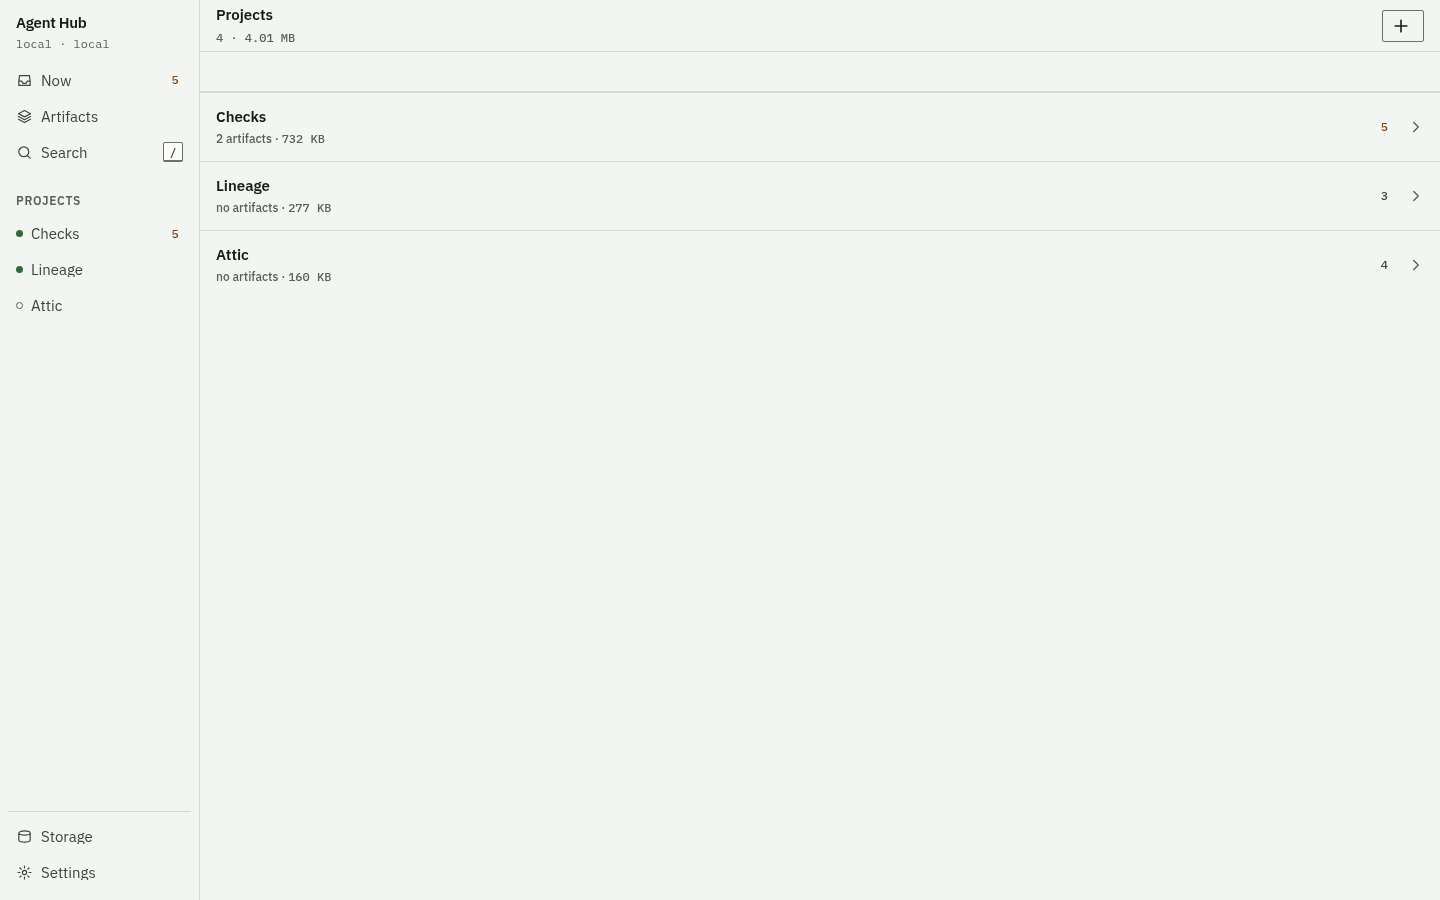 Agent Hub
local · local
Now 5
Artifacts
Search /
PROJECTS
Checks 5
Lineage
Attic
Storage
Settings
Projects
4 · 4.01 MB
Checks
2 artifacts · 732 KB
5
Lineage
no artifacts · 277 KB
3
Attic
no artifacts · 160 KB
4